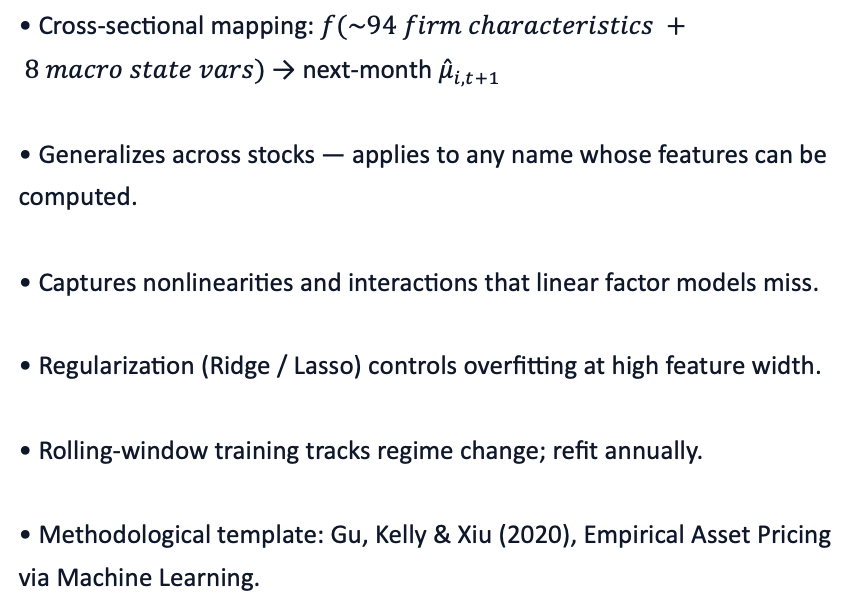 • Cross-sectional mapping: f(~94 firm characteristics +
8 macro state vars) → next-month μ̂ᵢ,ₜ₊₁
• Generalizes across stocks — applies to any name whose features can be
computed.
• Captures nonlinearities and interactions that linear factor models miss.
• Regularization (Ridge / Lasso) controls overfitting at high feature width.
• Rolling-window training tracks regime change; refit annually.
• Methodological template: Gu, Kelly & Xiu (2020), Empirical Asset Pricing
via Machine Learning.